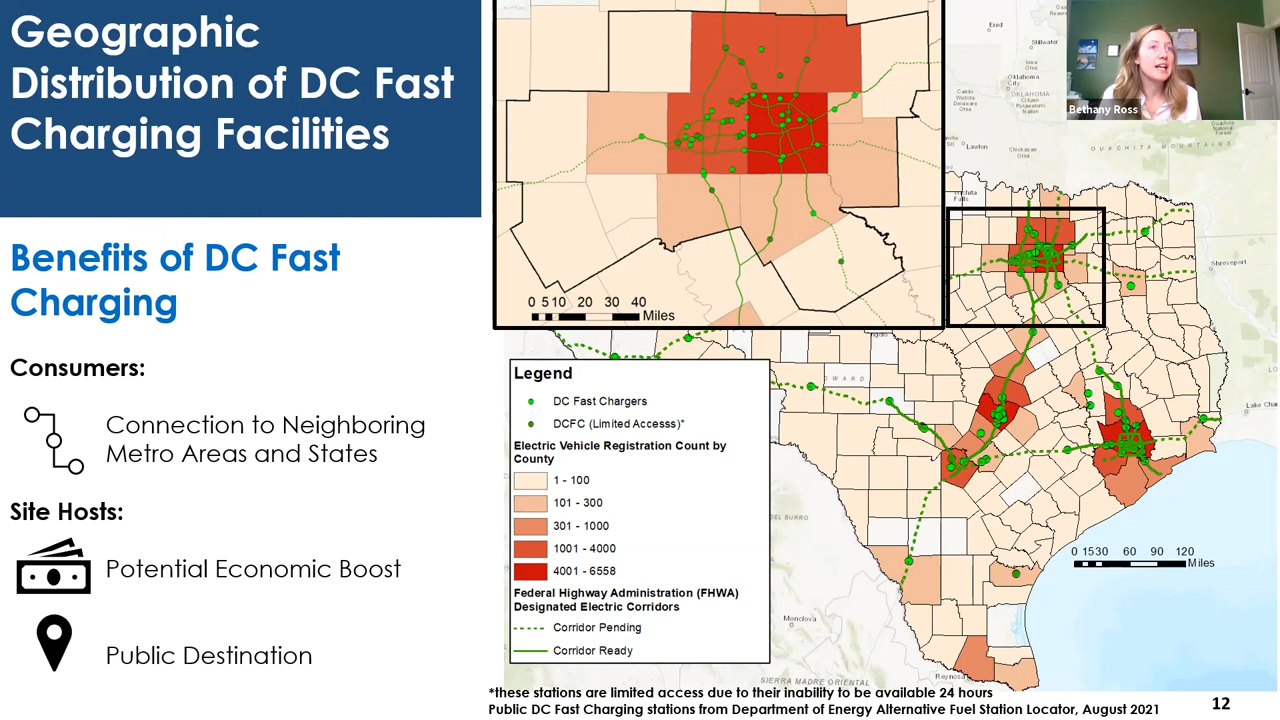 Geographic
Distribution of DC Fast
Charging Facilities
Benefits of DC Fast
Charging
Consumers:
Connection to Neighboring
Metro Areas and States
Site Hosts:
Potential Economic Boost
Public Destination
0 5 10 20 30 40
Miles
Legend
DC Fast Chargers
DCFC (Limited Accesss)*
Electric Vehicle Registration Count by
County
1 - 100
101 - 300
301 - 1000
1001 - 4000
4001 - 6558
Federal Highway Administration (FHWA)
Designated Electric Corridors
Corridor Pending
Corridor Ready
Enid
Stillwater
Oklahoma
City
OKLAHOMA
Lawton
Chickasaw
Otsa
OUACHITA MOUNTAINS
Wichita
Falls
Shreveport
Lake Char
DEL BURRO
Monclova
SIERRA MADRE ORIENTAL
Reynosa
0 15 30 60 90 120
Miles
Bethany Ross
*these stations are limited access due to their inability to be available 24 hours
Public DC Fast Charging stations from Department of Energy Alternative Fuel Station Locator, August 2021
12